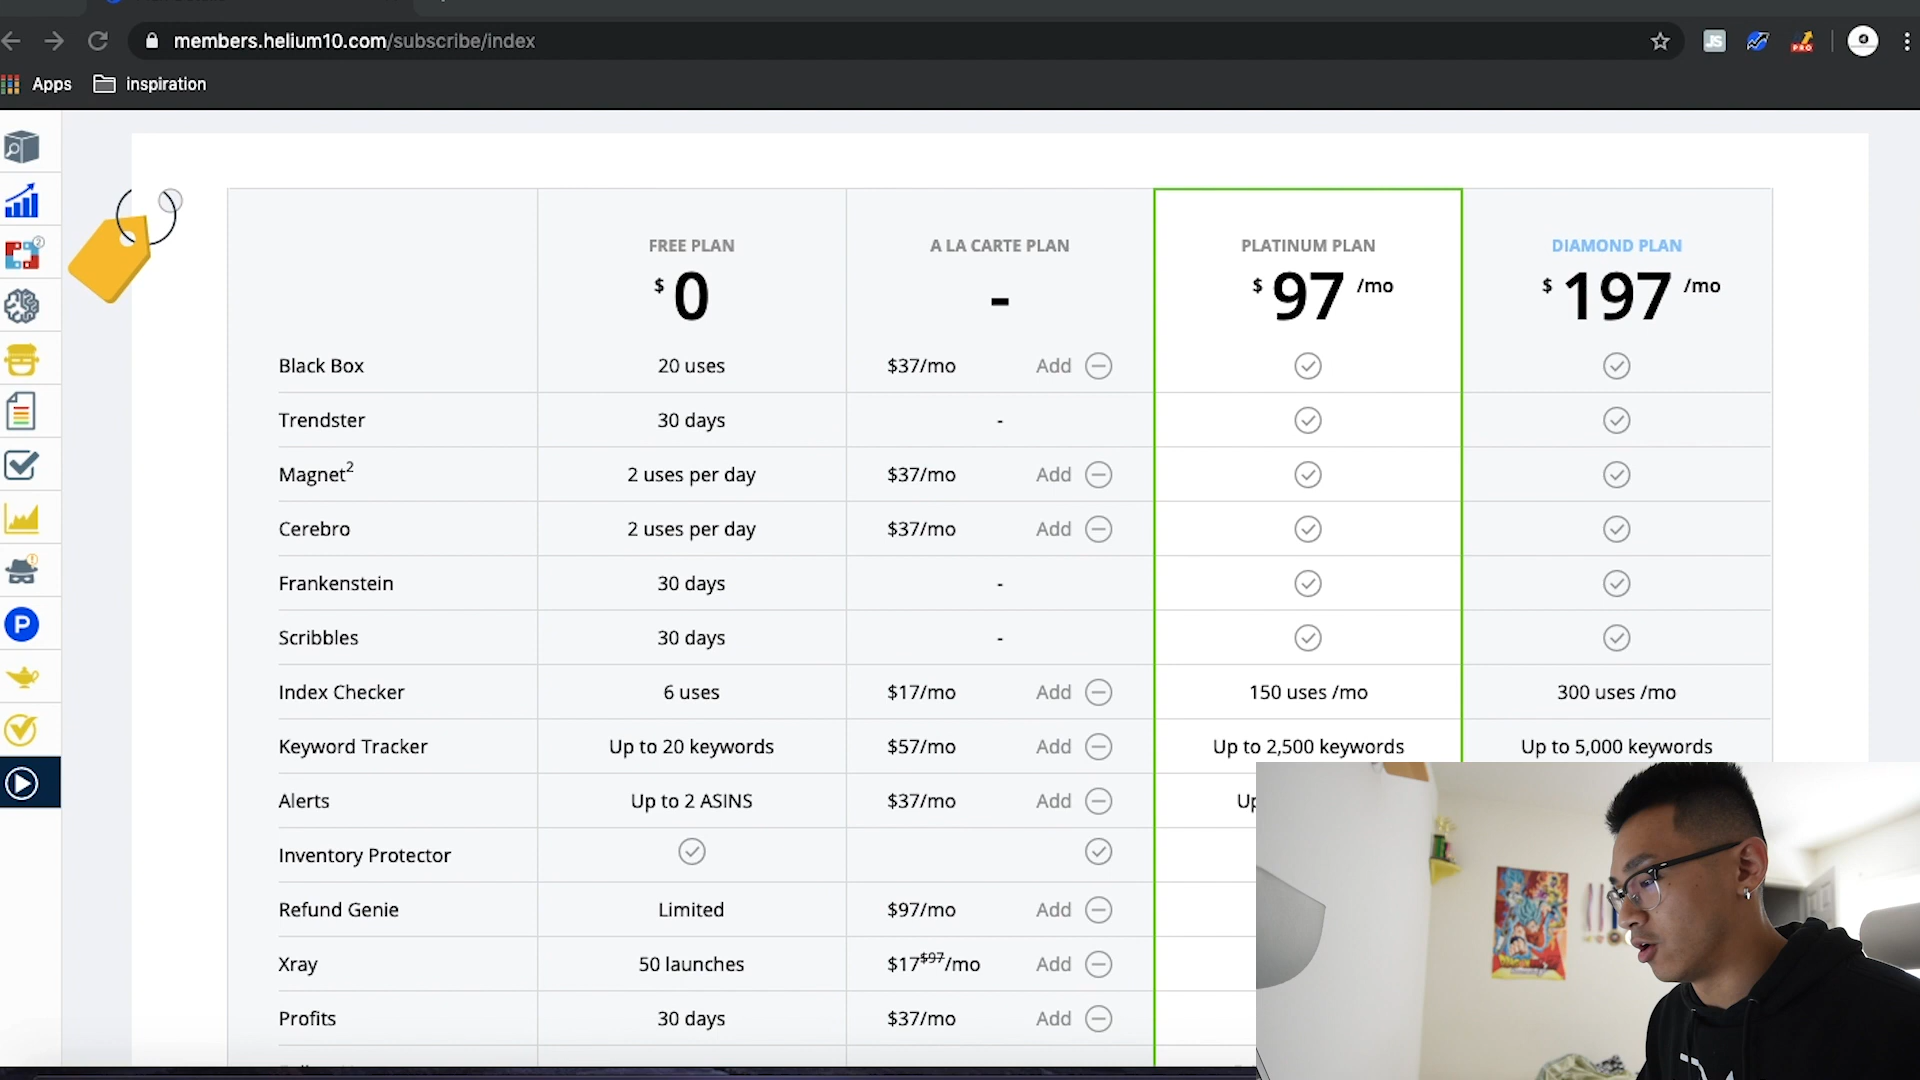 members.helium10.com/subscribe/index
JS
PRO
Apps
inspiration
2
FREE PLAN
A LA CARTE PLAN
PLATINUM PLAN
DIAMOND PLAN
$ 0
-
$ 97 /mo
$ 197 /mo
Black Box 20 uses $37/mo Add
Trendster 30 days -
Magnet2 2 uses per day $37/mo Add
Cerebro 2 uses per day $37/mo Add
Frankenstein 30 days -
Scribbles 30 days -
P
Index Checker 6 uses $17/mo Add 150 uses /mo 300 uses /mo
Keyword Tracker Up to 20 keywords $57/mo Add Up to 2,500 keywords Up to 5,000 keywords
Alerts Up to 2 ASINS $37/mo Add Up
Inventory Protector
Refund Genie Limited $97/mo Add
Xray 50 launches $17$97/mo Add
Profits 30 days $37/mo Add